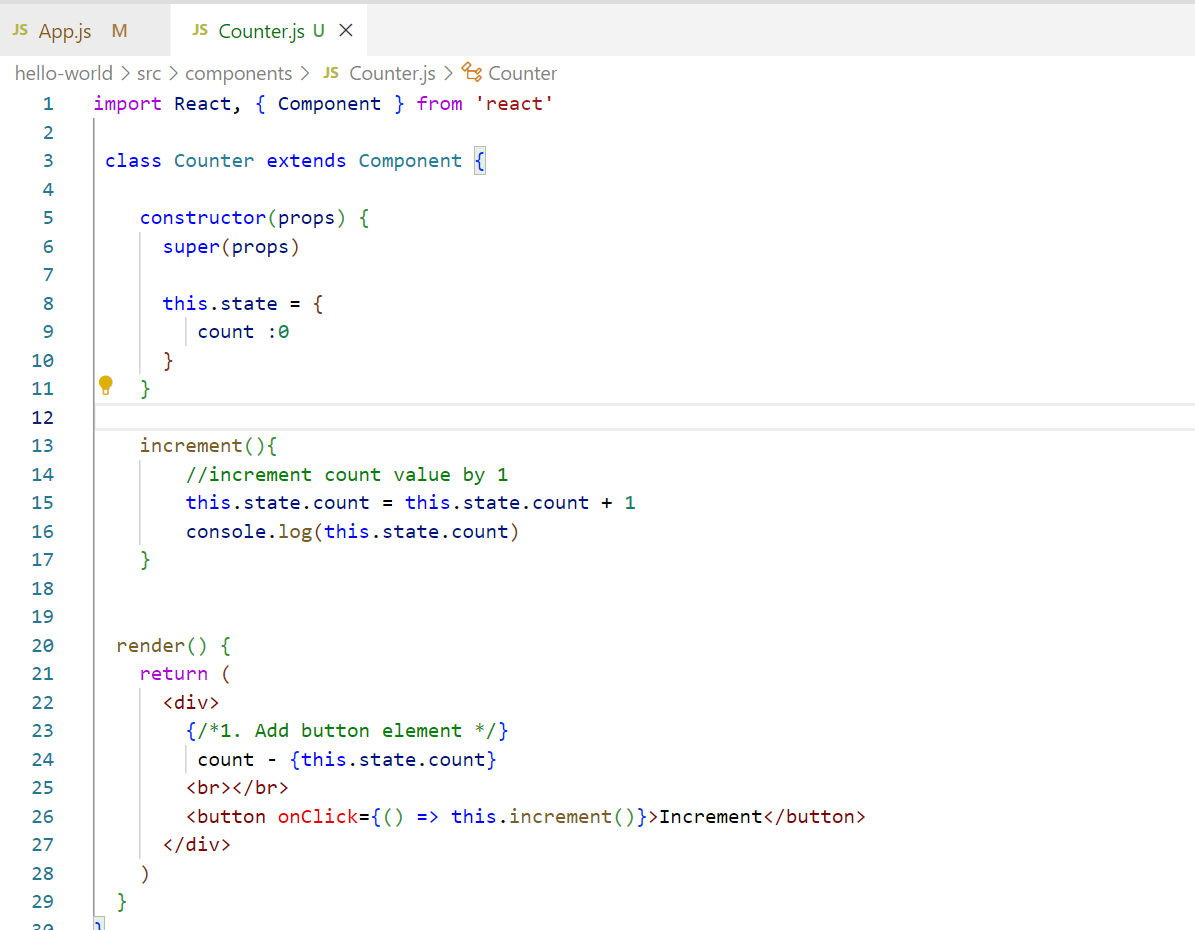 JS App.js M JS Counter.js U
hello-world > src > components > JS Counter.js > Counter
1 import React, { Component } from 'react'
2
3 class Counter extends Component {
4
5 constructor(props) {
6 super(props)
7
8 this.state = {
9 count :0
10 }
11 }
12
13 increment(){
14 //increment count value by 1
15 this.state.count = this.state.count + 1
16 console.log(this.state.count)
17 }
18
19
20 render() {
21 return (
22 <div>
23 {/*1. Add button element */}
24 count - {this.state.count}
25 <br></br>
26 <button onClick={() => this.increment()}>Increment</button>
27 </div>
28 )
29 }
30 }